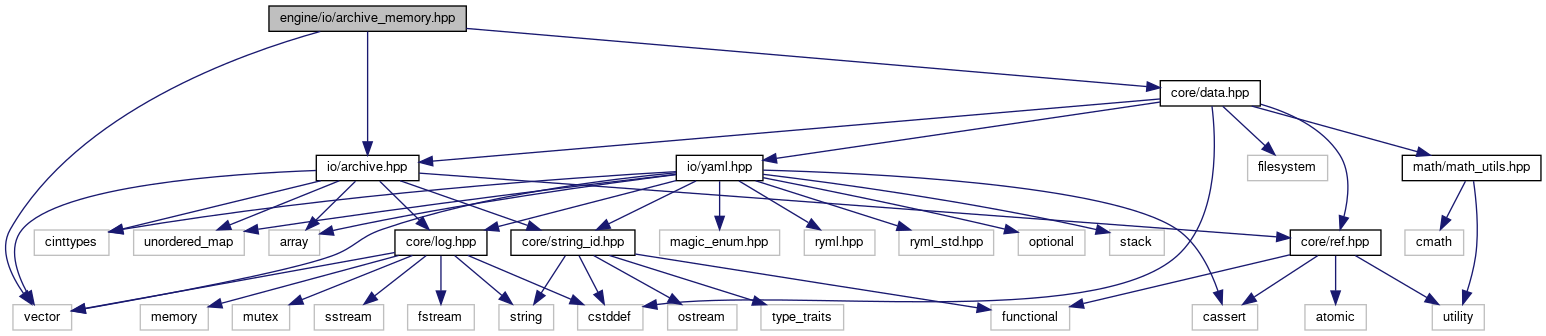 engine/io/archive_memory.hpp
core/data.hpp
io/archive.hpp
io/yaml.hpp
filesystem
math/math_utils.hpp
cinttypes
unordered_map
array
core/log.hpp
core/string_id.hpp
magic_enum.hpp
ryml.hpp
ryml_std.hpp
optional
stack
core/ref.hpp
cmath
vector
memory
mutex
sstream
fstream
string
cstddef
ostream
type_traits
functional
cassert
atomic
utility